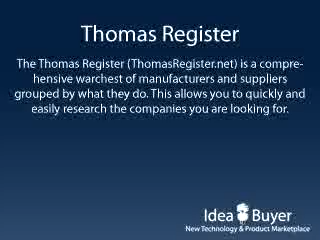 Thomas Register
The Thomas Register (ThomasRegister.net) is a compre-
hensive warchest of manufacturers and suppliers
grouped by what they do. This allows you to quickly and
easily research the companies you are looking for.
Idea Buyer
New Technology & Product Marketplace